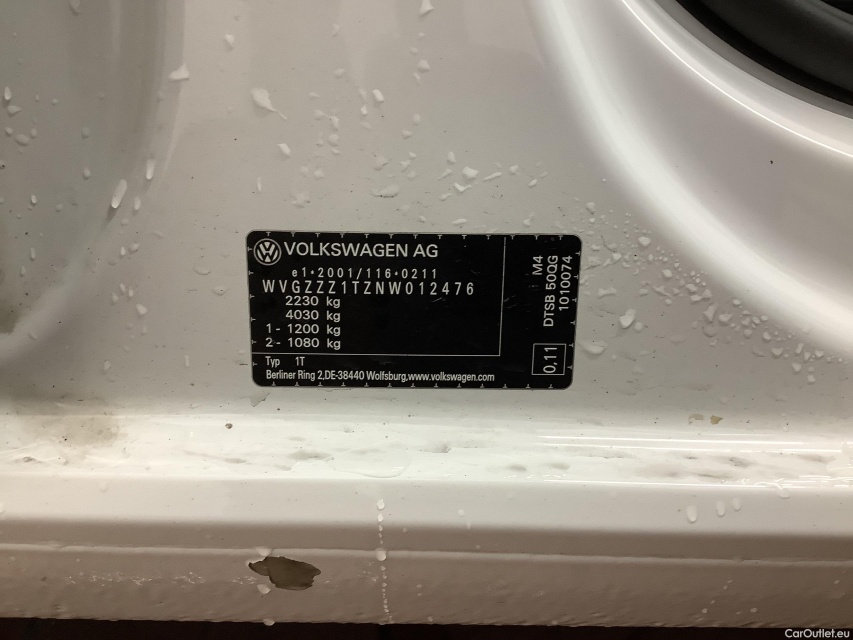 VOLKSWAGEN AG
e1*2001/116*0211
WVGZZZ1TZNW012476
2230 kg
4030 kg
1 - 1200 kg
2 - 1080 kg
Typ 1T
Berliner Ring 2,DE-38440 Wolfsburg,www.volkswagen.com
M4
DTSB 50QG
1010074
0,11
CarOutlet.eu